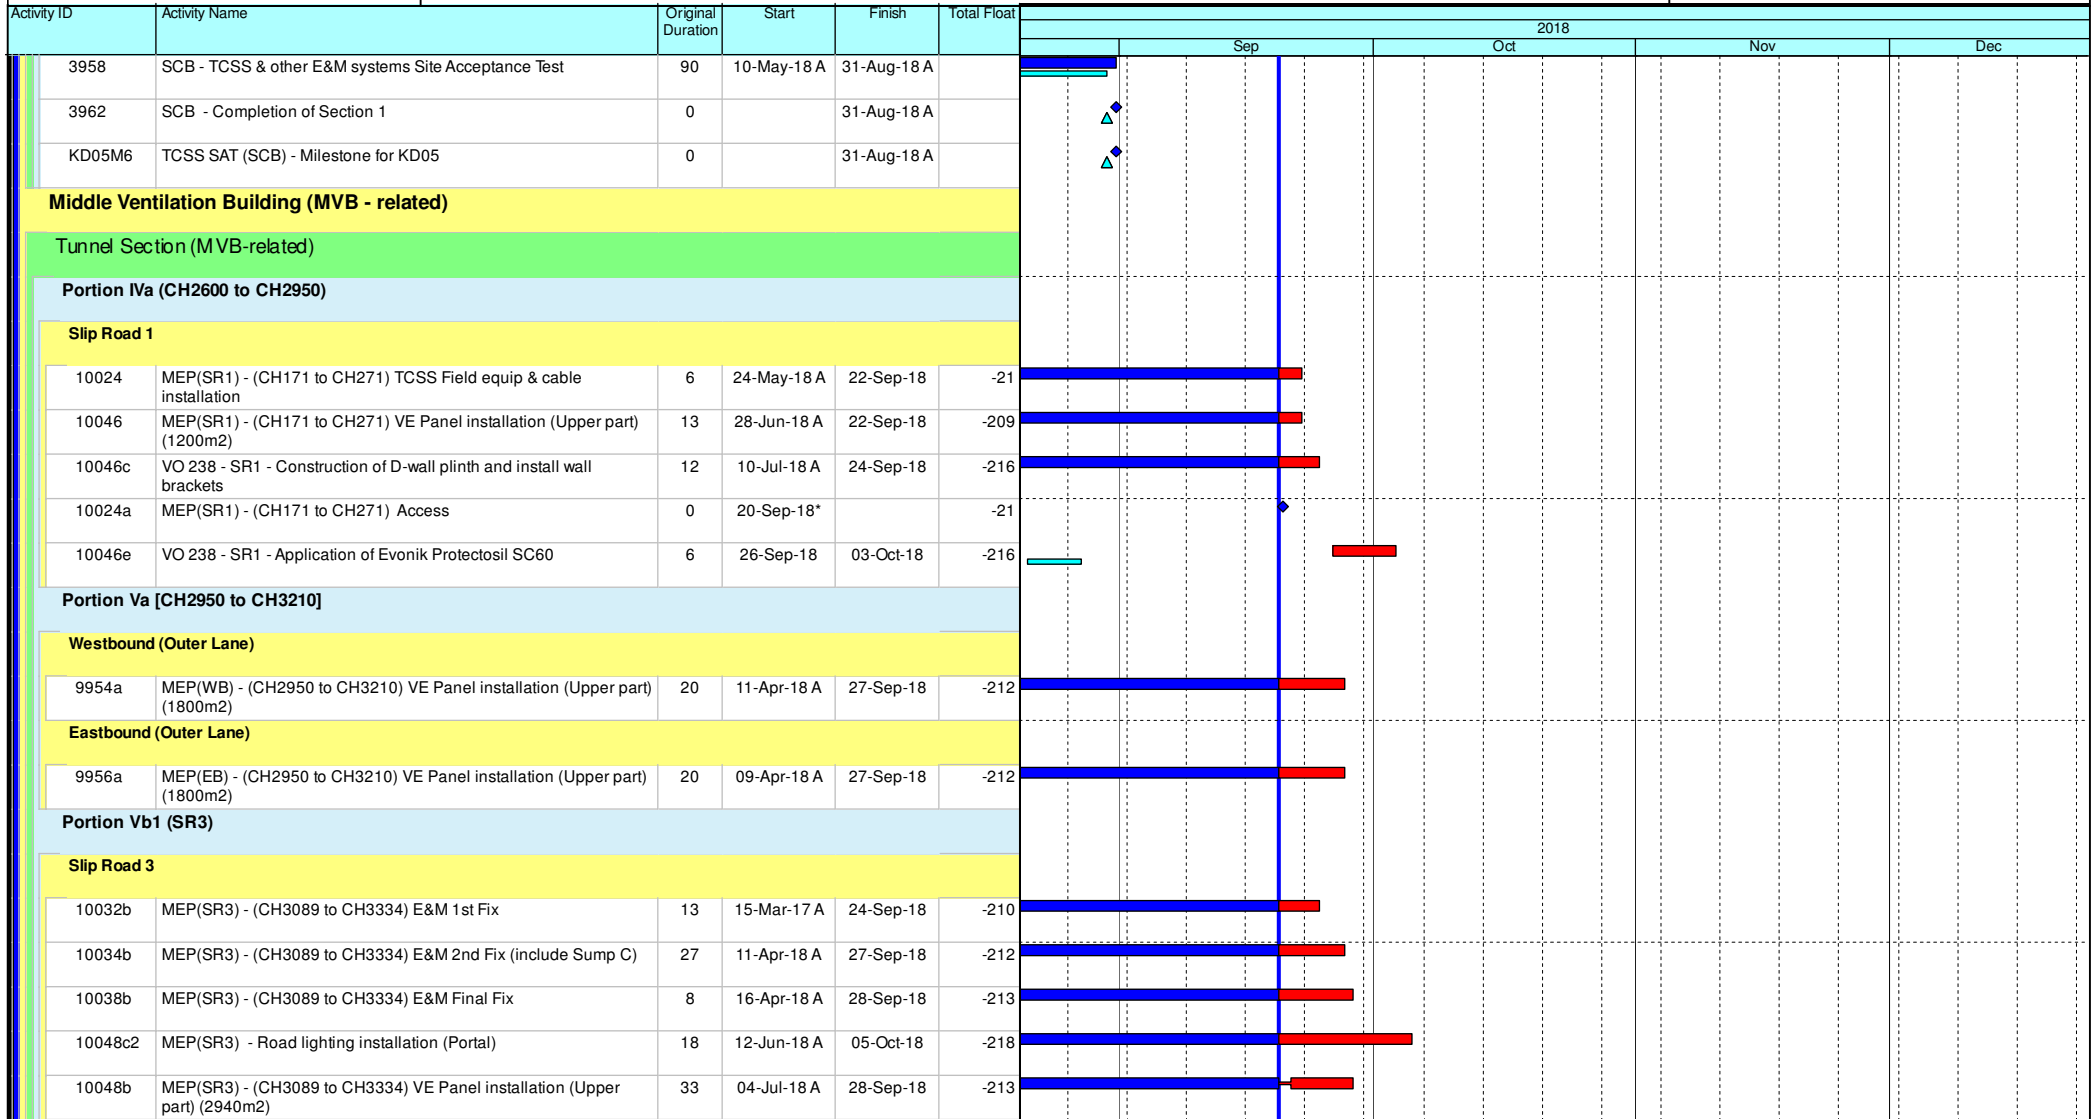 Activity ID Activity Name Original Duration Start Finish Total Float
2018
Sep Oct Nov Dec
3958 SCB - TCSS & other E&M systems Site Acceptance Test 90 10-May-18 A 31-Aug-18 A
3962 SCB - Completion of Section 1 0 31-Aug-18 A
KD05M6 TCSS SAT (SCB) - Milestone for KD05 0 31-Aug-18 A
Middle Ventilation Building (MVB - related)
Tunnel Section (MVB-related)
Portion IVa (CH2600 to CH2950)
Slip Road 1
10024 MEP(SR1) - (CH171 to CH271) TCSS Field equip & cable installation 6 24-May-18 A 22-Sep-18 -21
10046 MEP(SR1) - (CH171 to CH271) VE Panel installation (Upper part) (1200m2) 13 28-Jun-18 A 22-Sep-18 -209
10046c VO 238 - SR1 - Construction of D-wall plinth and install wall brackets 12 10-Jul-18 A 24-Sep-18 -216
10024a MEP(SR1) - (CH171 to CH271) Access 0 20-Sep-18* -21
10046e VO 238 - SR1 - Application of Evonik Protectosil SC60 6 26-Sep-18 03-Oct-18 -216
Portion Va [CH2950 to CH3210]
Westbound (Outer Lane)
9954a MEP(WB) - (CH2950 to CH3210) VE Panel installation (Upper part) (1800m2) 20 11-Apr-18 A 27-Sep-18 -212
Eastbound (Outer Lane)
9956a MEP(EB) - (CH2950 to CH3210) VE Panel installation (Upper part) (1800m2) 20 09-Apr-18 A 27-Sep-18 -212
Portion Vb1 (SR3)
Slip Road 3
10032b MEP(SR3) - (CH3089 to CH3334) E&M 1st Fix 13 15-Mar-17 A 24-Sep-18 -210
10034b MEP(SR3) - (CH3089 to CH3334) E&M 2nd Fix (include Sump C) 27 11-Apr-18 A 27-Sep-18 -212
10038b MEP(SR3) - (CH3089 to CH3334) E&M Final Fix 8 16-Apr-18 A 28-Sep-18 -213
10048c2 MEP(SR3) - Road lighting installation (Portal) 18 12-Jun-18 A 05-Oct-18 -218
10048b MEP(SR3) - (CH3089 to CH3334) VE Panel installation (Upper part) (2940m2) 33 04-Jul-18 A 28-Sep-18 -213